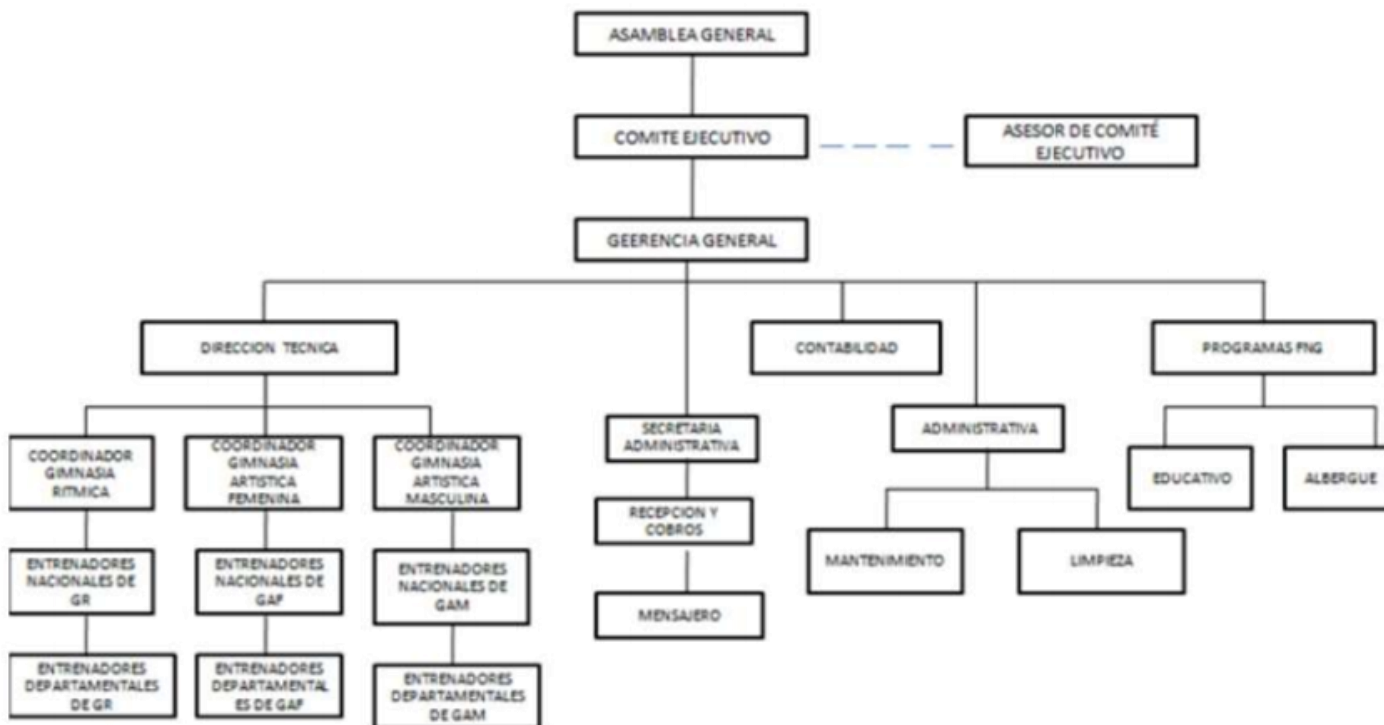 ASAMBLEA GENERAL
COMITE EJECUTIVO
ASESOR DE COMITÉ
EJECUTIVO
GEERENCIA GENERAL
DIRECCION TECNICA
CONTABILIDAD
PROGRAMAS FNG
COORDINADOR
GIMNASIA
RITMICA
COORDINADOR
GIMNASIA
ARTISTICA
FEMENINA
COORDINADOR
GIMNASIA
ARTISTICA
MASCULINA
SECRETARIA
ADMINISTRATIVA
ADMINISTRATIVA
EDUCATIVO
ALBERGUE
RECEPCION Y
COBROS
MANTENIMIENTO
LIMPIEZA
ENTRENADORES
NACIONALES DE
GR
ENTRENADORES
NACIONALES DE
GAF
ENTRENADORES
NACIONALES DE
GAM
MENSAJERO
ENTRENADORES
DEPARTAMENTALES
DE GR
ENTRENADORES
DEPARTAMENTAL
ES DE GAF
ENTRENADORES
DEPARTAMENTALES
DE GAM